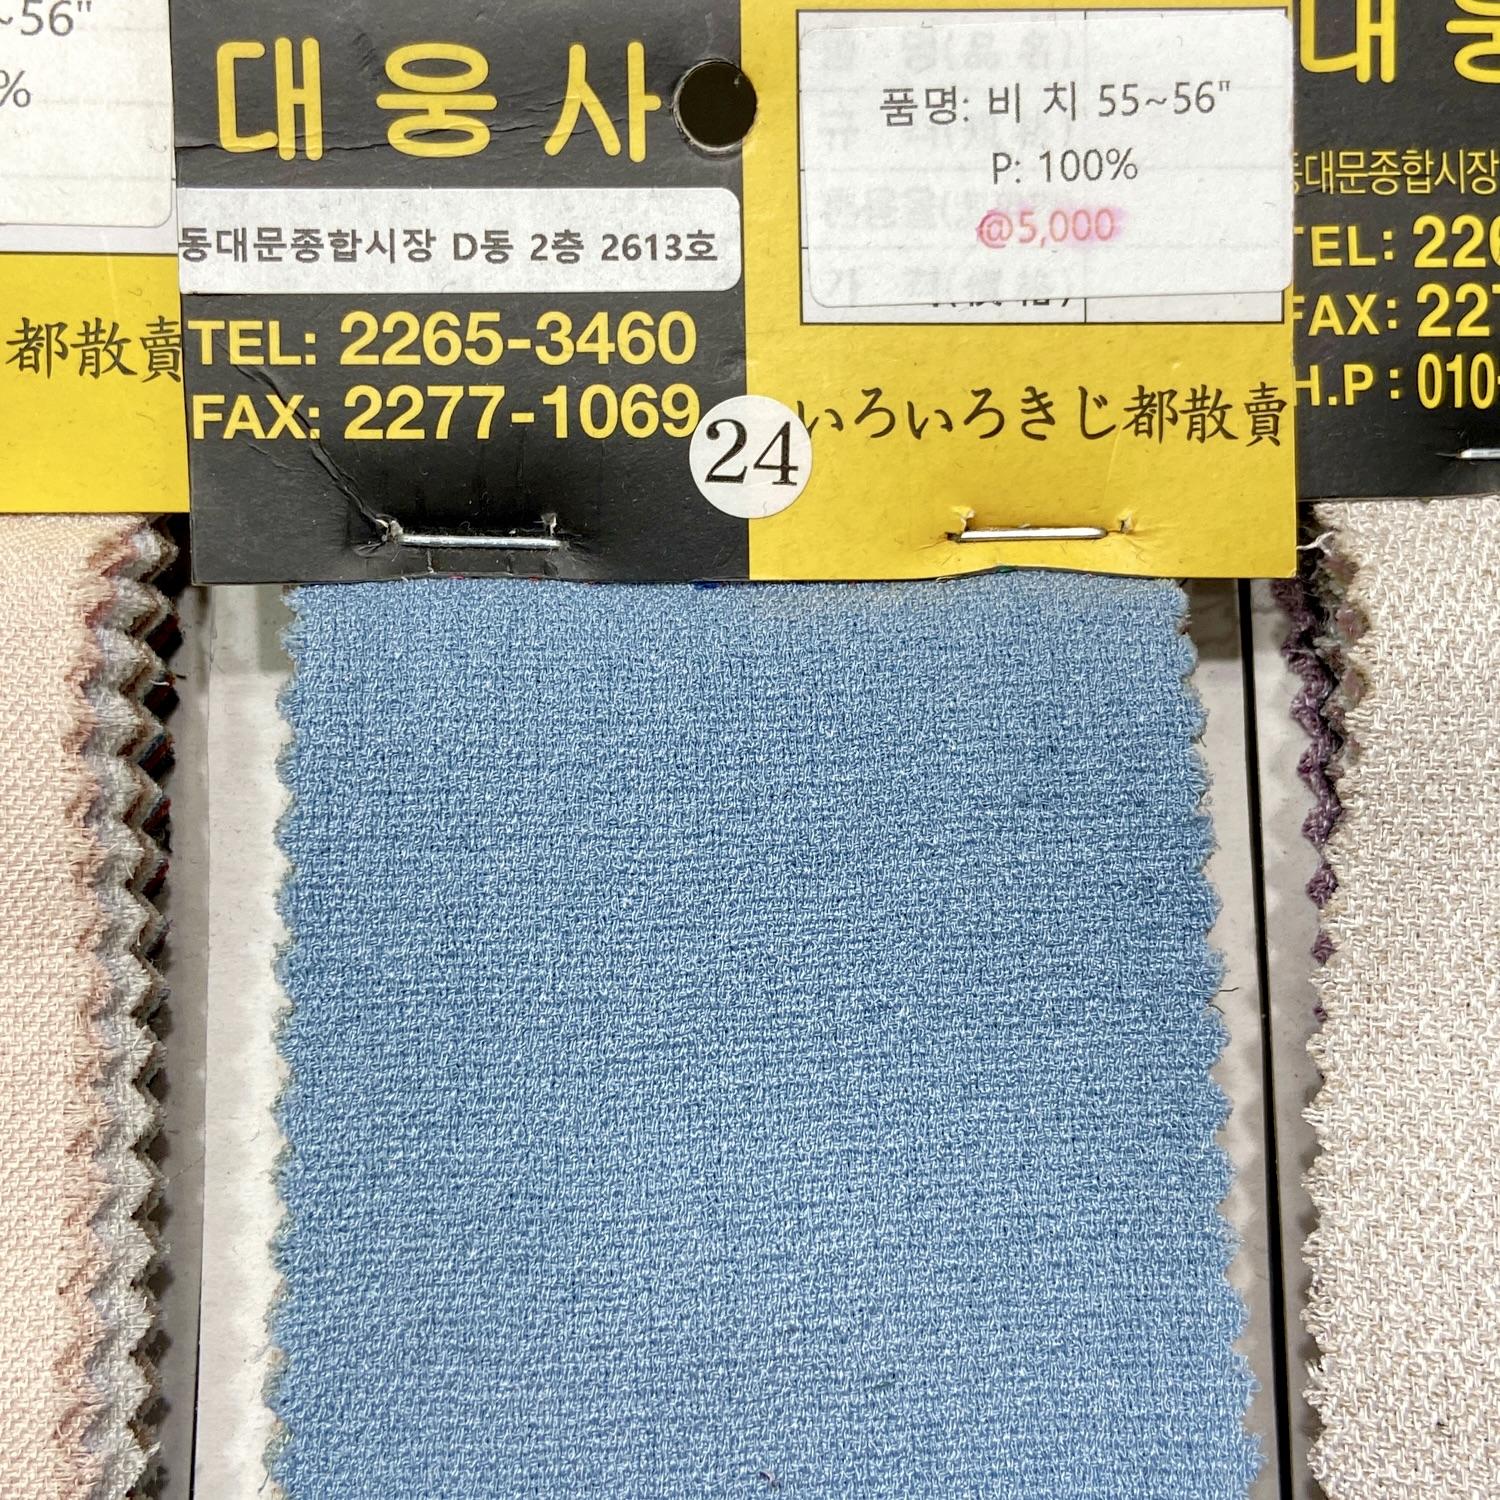 ~56"
%
都散賣
대웅사
동대문종합시장 D동 2층 2613호
TEL: 2265-3460
FAX: 2277-1069
24
품명: 비 치 55~56"
P: 100%
@5,000
いろいろきじ都散賣
대웅
동대문종합시장
TEL: 226
FAX: 227
H.P : 010-